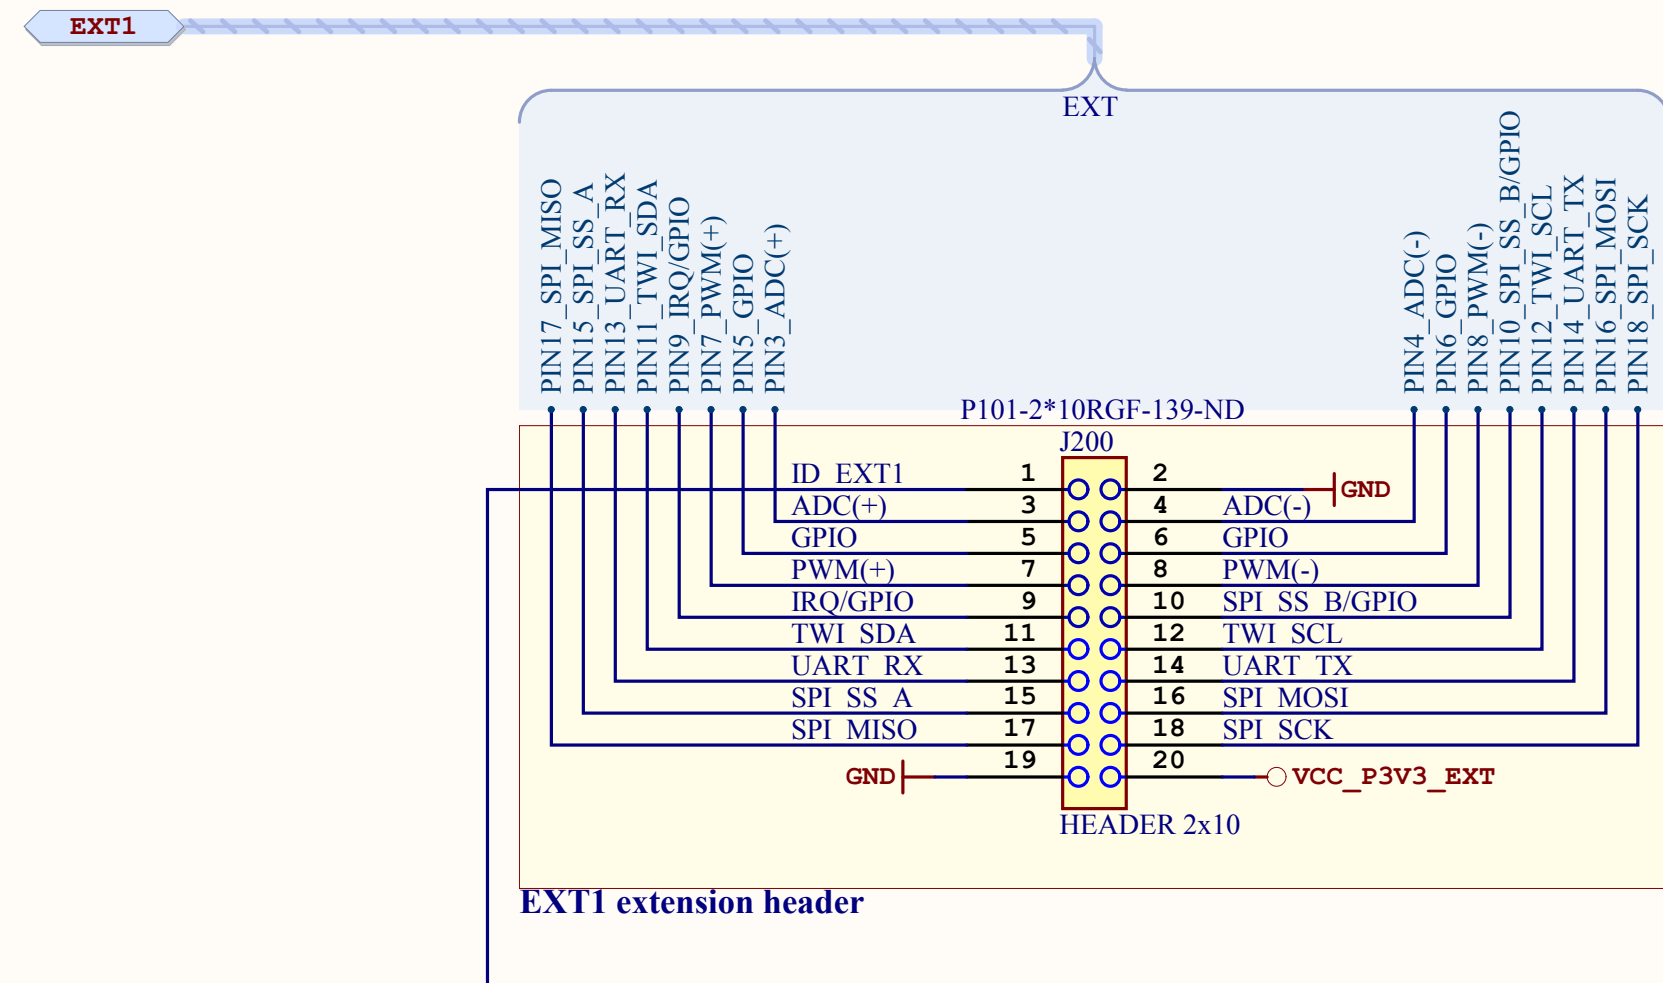 EXT1
EXT
PIN17_SPI_MISO
PIN15_SPI_SS_A
PIN13_UART_RX
PIN11_TWI_SDA
PIN9_IRQ/GPIO
PIN7_PWM(+)
PIN5_GPIO
PIN3_ADC(+)
PIN4_ADC(-)
PIN6_GPIO
PIN8_PWM(-)
PIN10_SPI_SS_B/GPIO
PIN12_TWI_SCL
PIN14_UART_TX
PIN16_SPI_MOSI
PIN18_SPI_SCK
P101-2*10RGF-139-ND
J200
ID_EXT1 1 2 GND
ADC(+) 3 4 ADC(-)
GPIO 5 6 GPIO
PWM(+) 7 8 PWM(-)
IRQ/GPIO 9 10 SPI_SS_B/GPIO
TWI_SDA 11 12 TWI_SCL
UART_RX 13 14 UART_TX
SPI_SS_A 15 16 SPI_MOSI
SPI_MISO 17 18 SPI_SCK
GND 19 20 VCC_P3V3_EXT
HEADER 2x10
EXT1 extension header